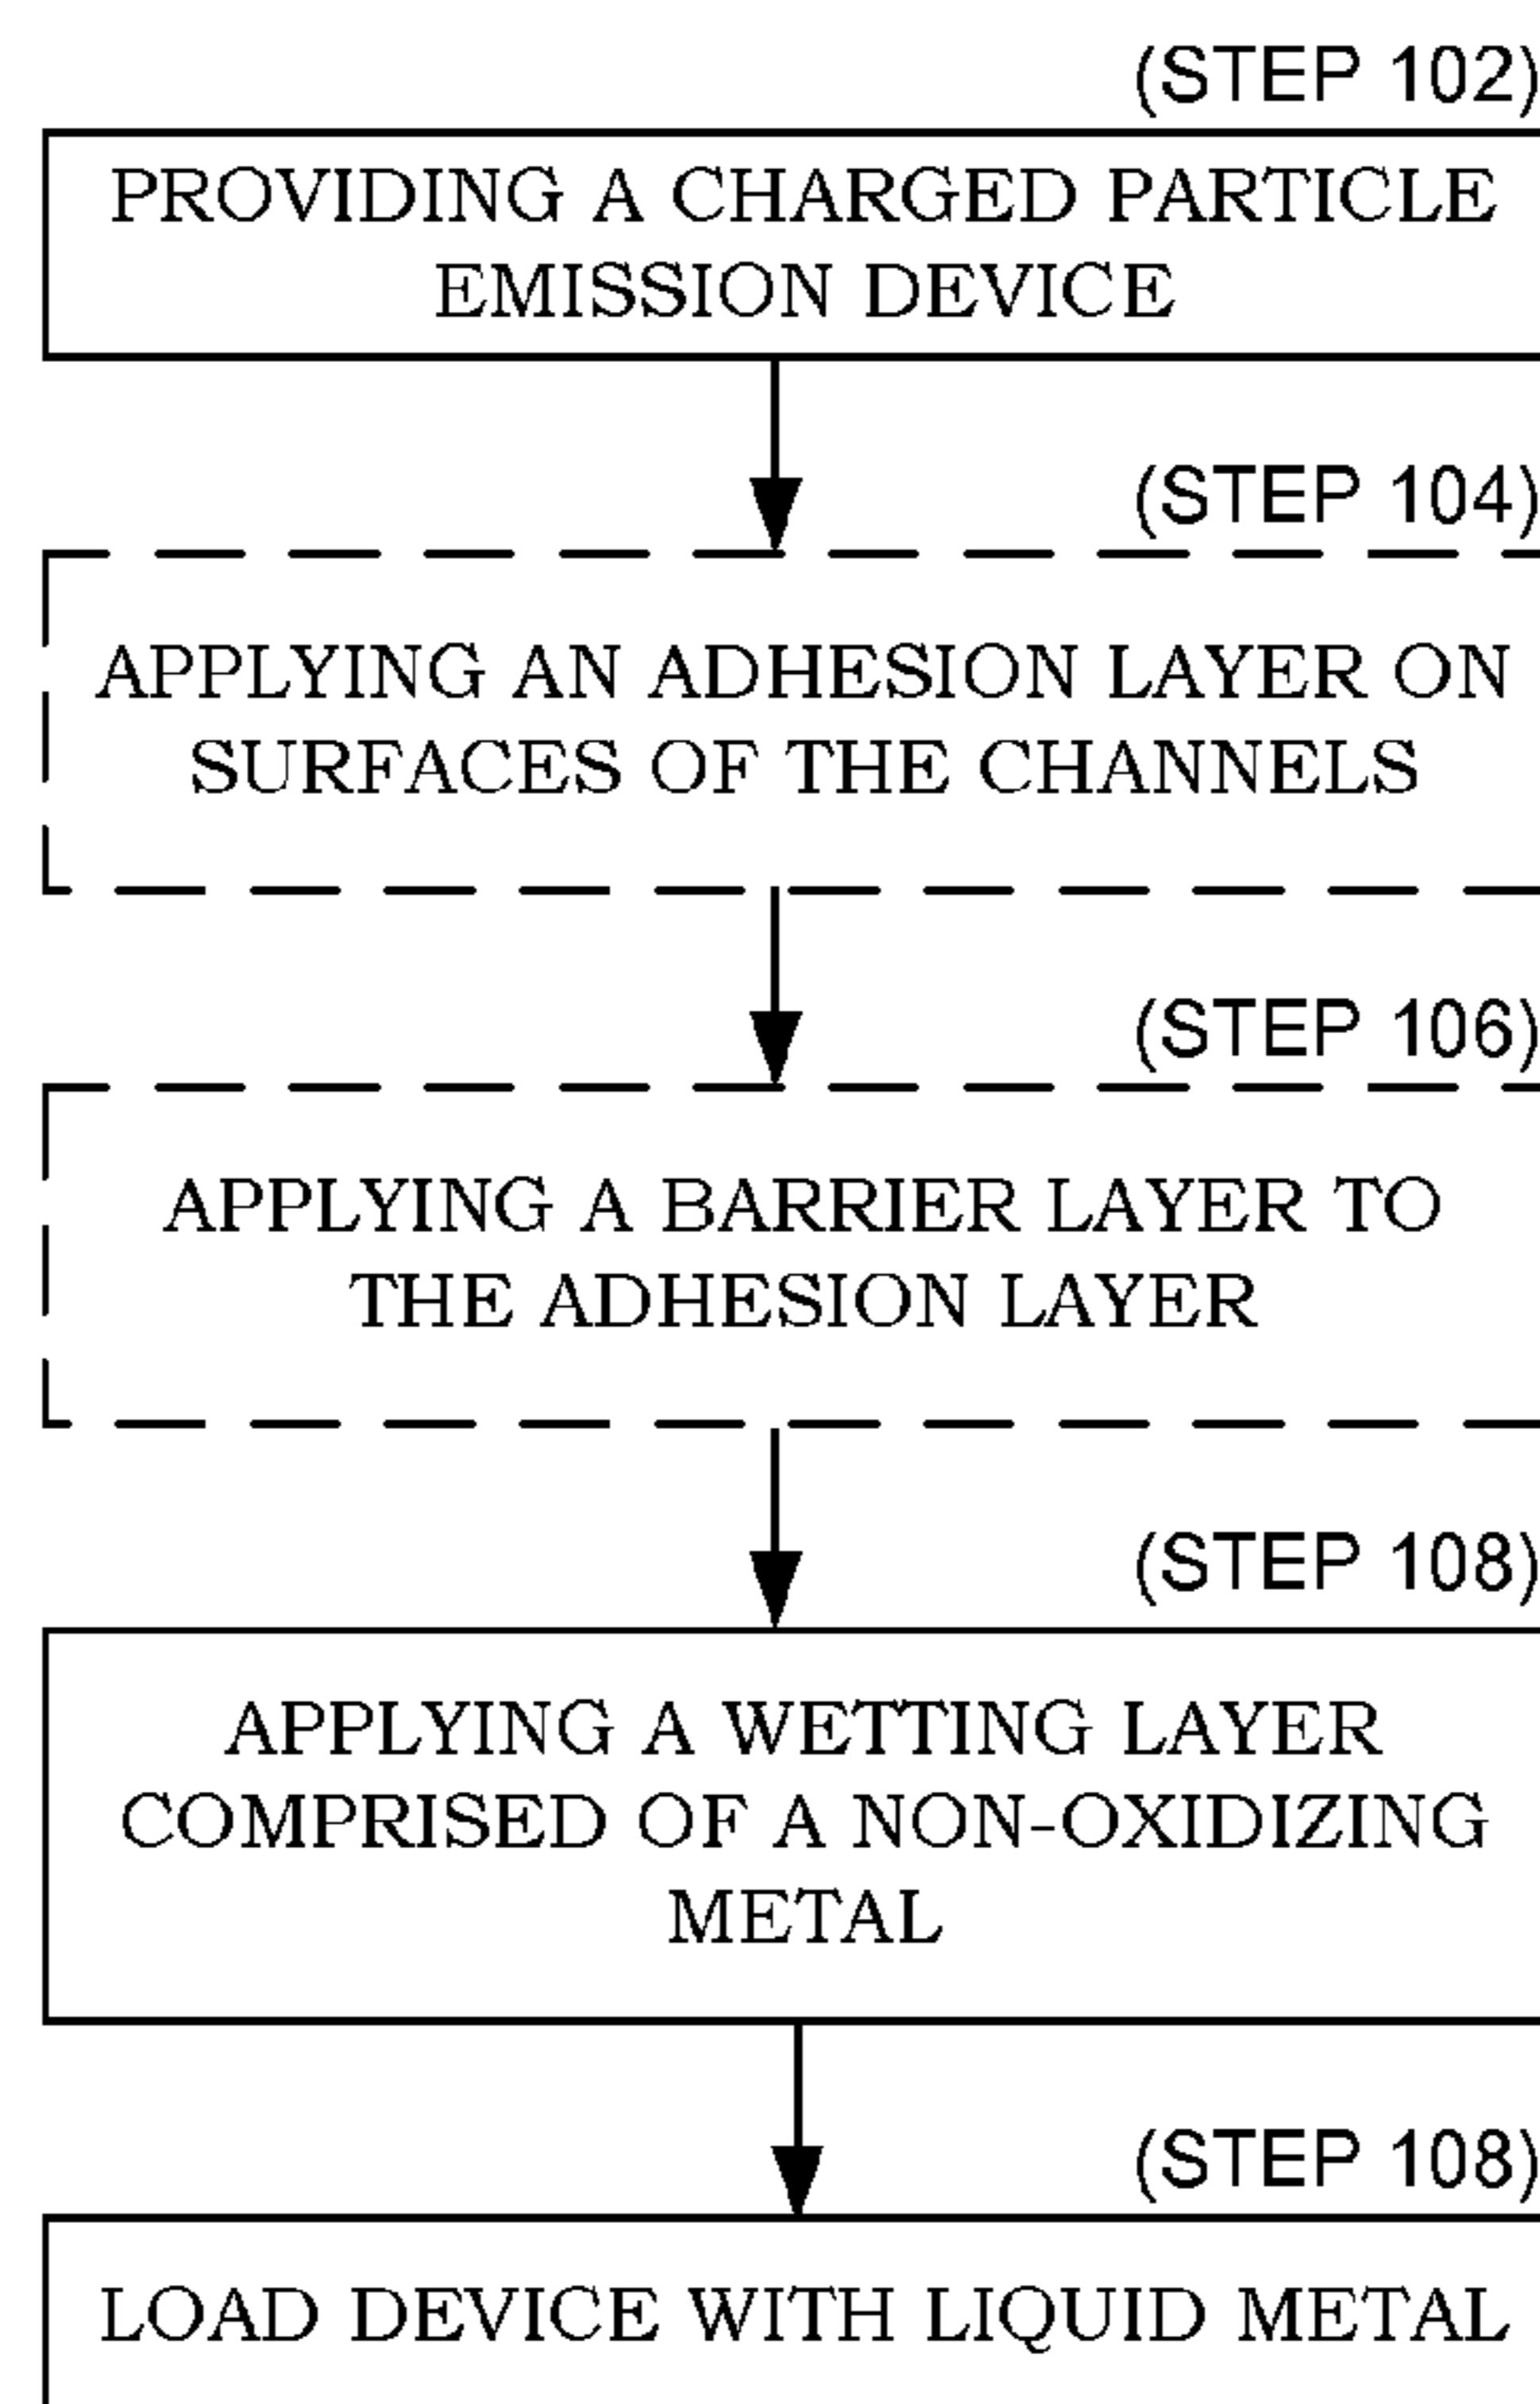 (STEP 102)
PROVIDING A CHARGED PARTICLE
EMISSION DEVICE
(STEP 104)
APPLYING AN ADHESION LAYER ON
SURFACES OF THE CHANNELS
(STEP 106)
APPLYING A BARRIER LAYER TO
THE ADHESION LAYER
(STEP 108)
APPLYING A WETTING LAYER
COMPRISED OF A NON-OXIDIZING
METAL
(STEP 108)
LOAD DEVICE WITH LIQUID METAL